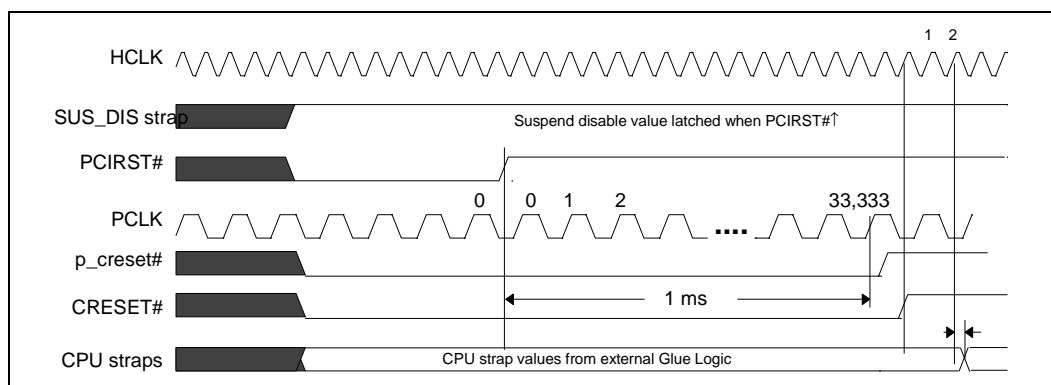 1 2
HCLK
SUS_DIS strap
Suspend disable value latched when PCIRST#↑
PCIRST#
0 0 1 2 33,333
PCLK
....
p_creset#
1 ms
CRESET#
CPU straps
CPU strap values from external Glue Logic